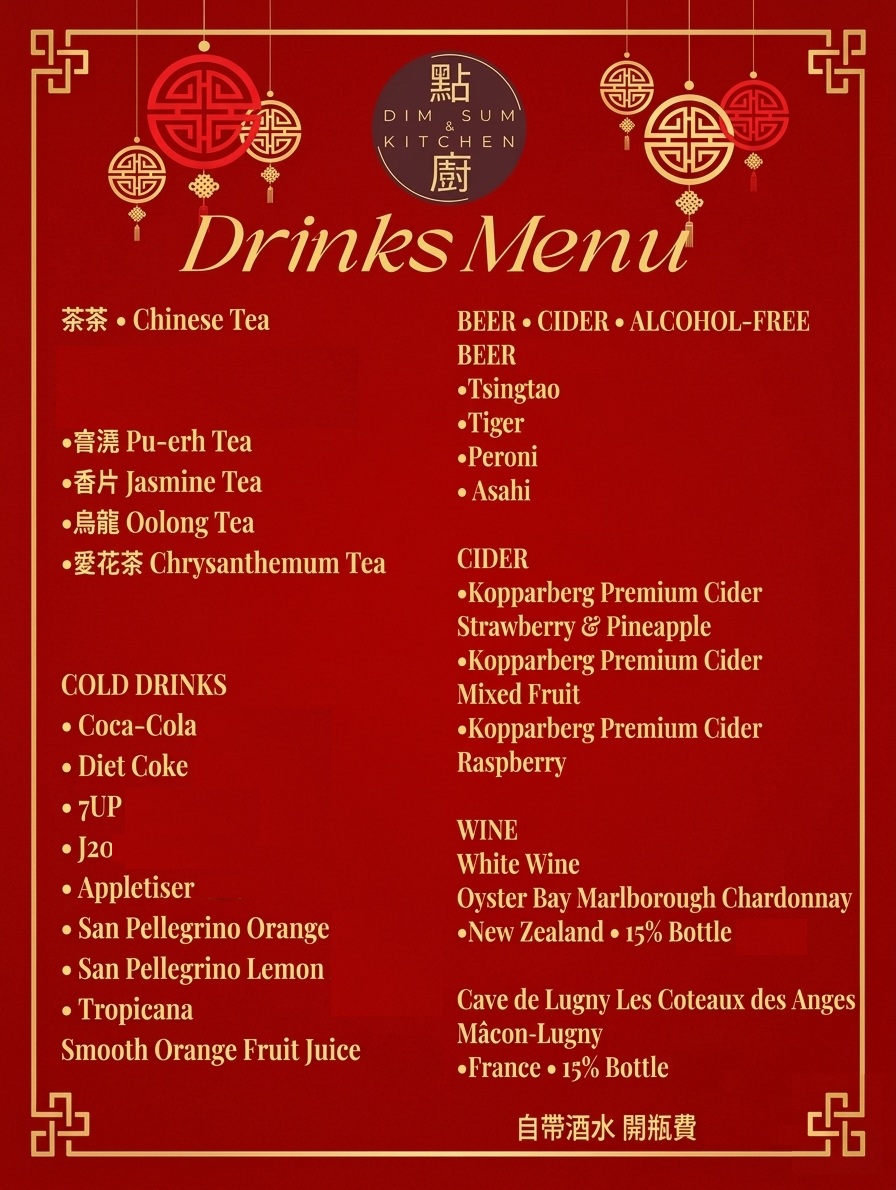 點
DIM SUM
&
KITCHEN
廚
Drinks Menu
茶茶 • Chinese Tea
• Pu-erh Tea
•香片 Jasmine Tea
•烏龍 Oolong Tea
•愛花茶 Chrysanthemum Tea
COLD DRINKS
• Coca-Cola
• Diet Coke
• 7UP
• J20
• Appletiser
• San Pellegrino Orange
• San Pellegrino Lemon
• Tropicana
Smooth Orange Fruit Juice
BEER • CIDER • ALCOHOL-FREE
BEER
•Tsingtao
•Tiger
•Peroni
• Asahi
CIDER
•Kopparberg Premium Cider
Strawberry & Pineapple
•Kopparberg Premium Cider
Mixed Fruit
•Kopparberg Premium Cider
Raspberry
WINE
White Wine
Oyster Bay Marlborough Chardonnay
•New Zealand • 15% Bottle
Cave de Lugny Les Coteaux des Anges
Mâcon-Lugny
•France • 15% Bottle
自帶酒水 開瓶費